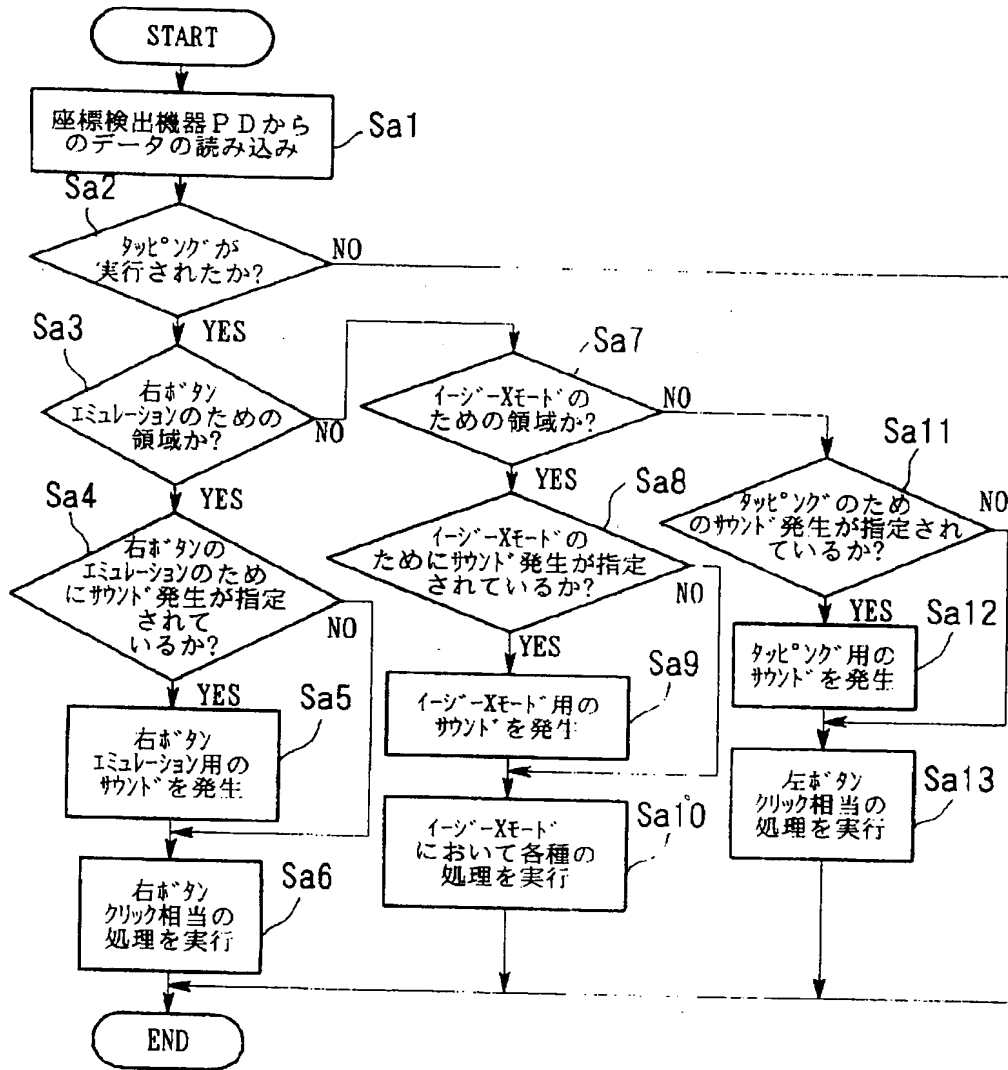 START
座標検出機器PDから
のデータの読み込み
Sa1
Sa2
タッピングが
実行されたか?
NO
YES
Sa3
右ボタン
エミュレーションのための
領域か?
NO
YES
Sa4
右ボタンの
エミュレーションのため
にサウンド発生が指定
されて
いるか?
NO
YES
Sa5
右ボタン
エミュレーション用の
サウンドを発生
Sa6
右ボタン
クリック相当の
処理を実行
END
Sa7
イージーXモードの
ための領域か?
NO
YES
Sa8
イージーXモードの
ためにサウンド発生が指定
されているか?
NO
YES
Sa9
イージーXモード用の
サウンドを発生
Sa10
イージーXモード
において各種の
処理を実行
Sa11
タッピングのため
のサウンド発生が指定され
ているか?
NO
YES
Sa12
タッピング用の
サウンドを発生
Sa13
左ボタン
クリック相当の
処理を実行